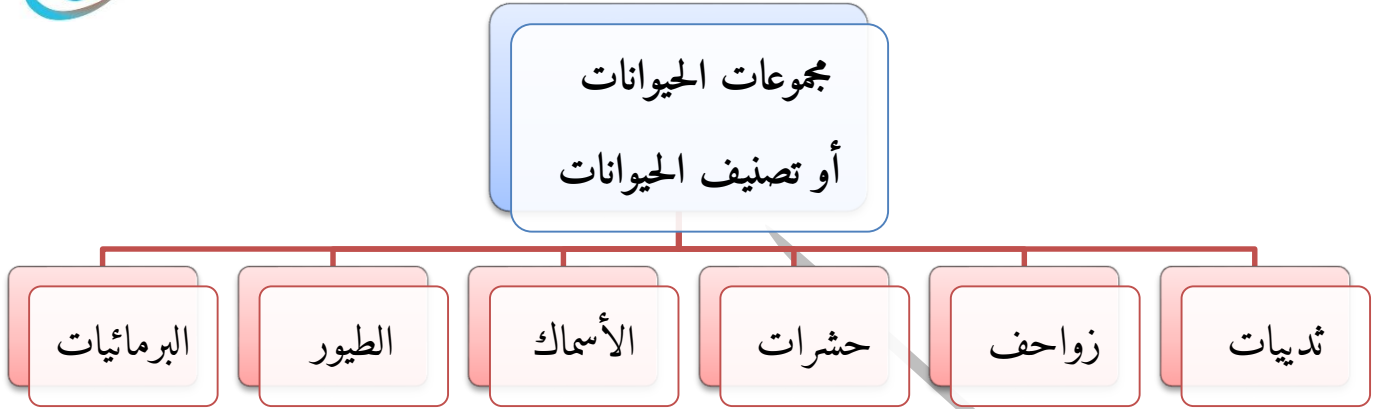 مجموعات الحيوانات
أو تصنيف الحيوانات
ثدييات
زواحف
حشرات
الأسماك
الطيور
البرمائيات